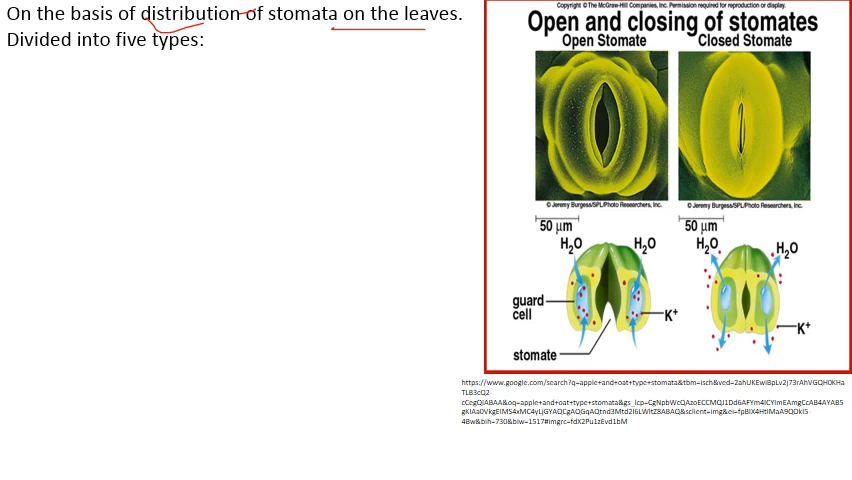 On the basis of distribution of stomata on the leaves.
Divided into five types:
Copyright © The McGraw-Hill Companies, Inc. Permission required for reproduction or display.
Open and closing of stomates
Open Stomate
Closed Stomate
© Jeremy Burgess/SPL/Photo Researchers, Inc.
© Jeremy Burgess/SPL/Photo Researchers, Inc.
50 µm
50 µm
H₂O
H₂O
H₂O
H₂O
guard
cell
K⁺
K⁺
stomate